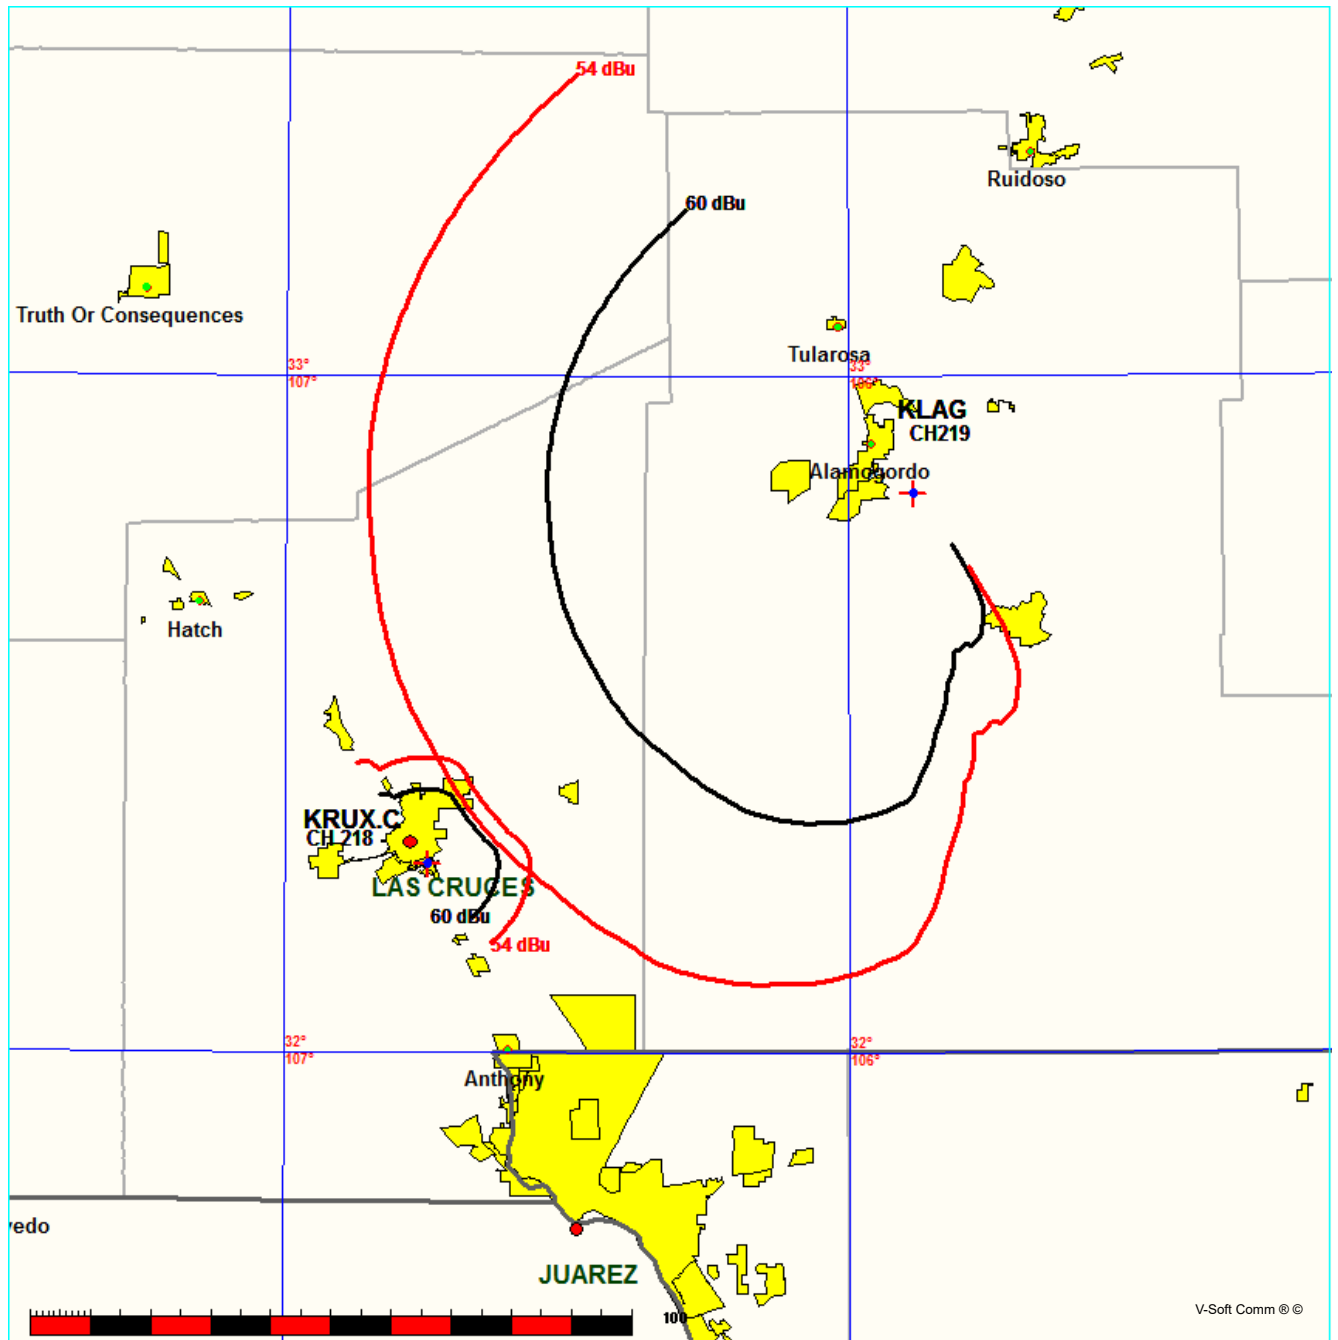 54 dBu
Ruidoso
60 dBu
Truth Or Consequences
Tularosa
33°
107°
33°
106°
KLAG
CH219
Alamogordo
Hatch
KRUX.C
CH 218
LAS CRUCES
60 dBu
54 dBu
32°
107°
32°
106°
Anthony
vedo
JUAREZ
100
V-Soft Comm ® ©